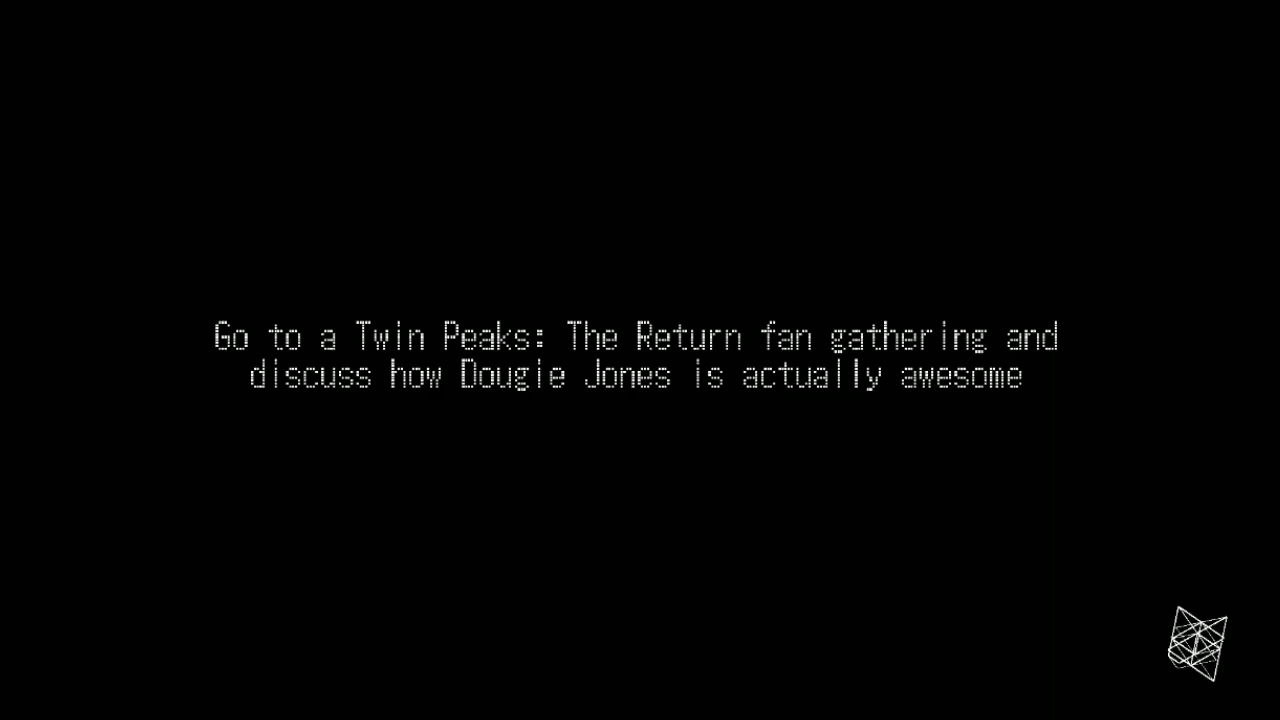 Go to a Twin Peaks: The Return fan gathering and
discuss how Dougie Jones is actually awesome